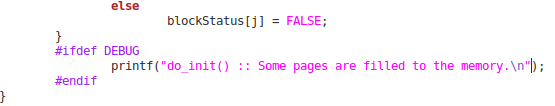 else
blockStatus[j] = FALSE;
}
#ifdef DEBUG
printf("do_init() :: Some pages are filled to the memory.\n");
#endif
}